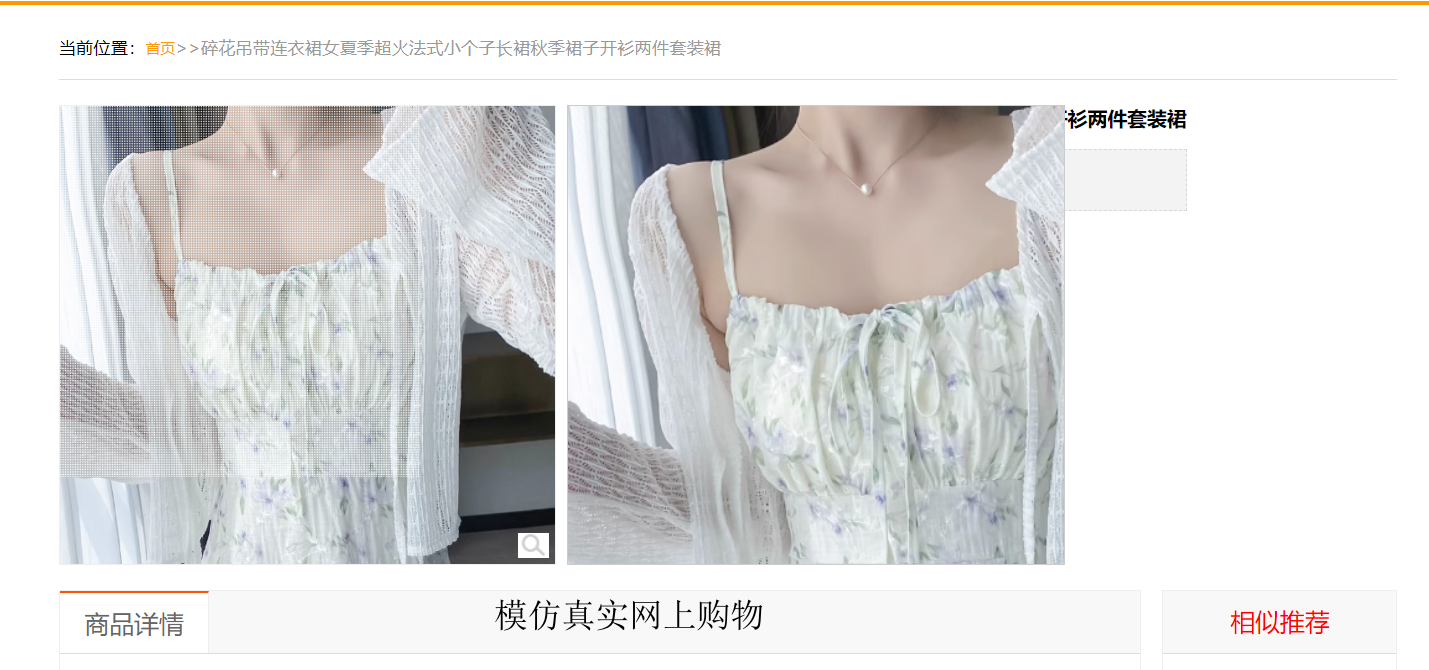 当前位置：首页>>碎花吊带连衣裙女夏季超火法式小个子长裙秋季裙子开衫两件套装裙
衫两件套装裙
商品详情
模仿真实网上购物
相似推荐